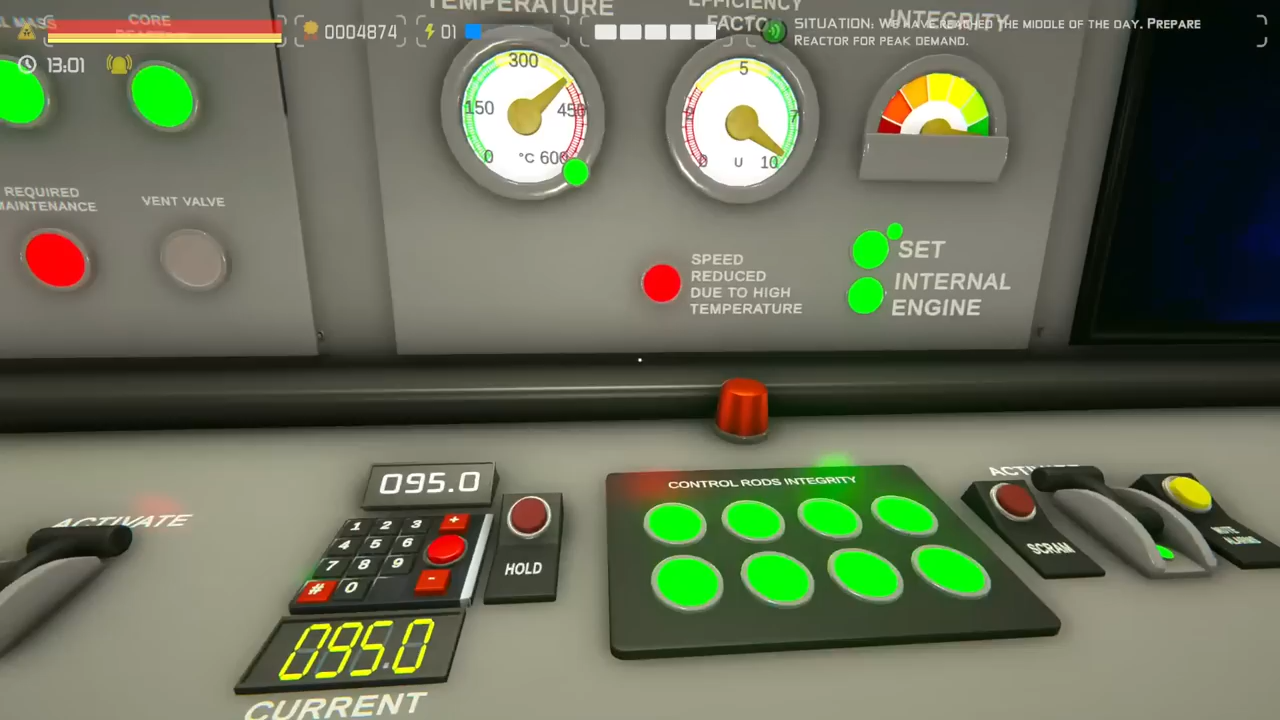 SITUATION: WE HAVE REACHED THE MIDDLE OF THE DAY. PREPARE
REACTOR FOR PEAK DEMAND.
0004874
01
13:01
CORE
TEMPERATURE
EFFICIENCY
FACTOR
INTEGRITY
0
150
300
450
600
°C
0
5
7
10
U
REQUIRED
MAINTENANCE
VENT VALVE
SPEED
REDUCED
DUE TO HIGH
TEMPERATURE
SET
INTERNAL
ENGINE
ACTIVATE
095.0
1 2 3 +
4 5 6
7 8 9
# 0 -
HOLD
095.0
CURRENT
CONTROL RODS INTEGRITY
ACTIVATE
SCRAM